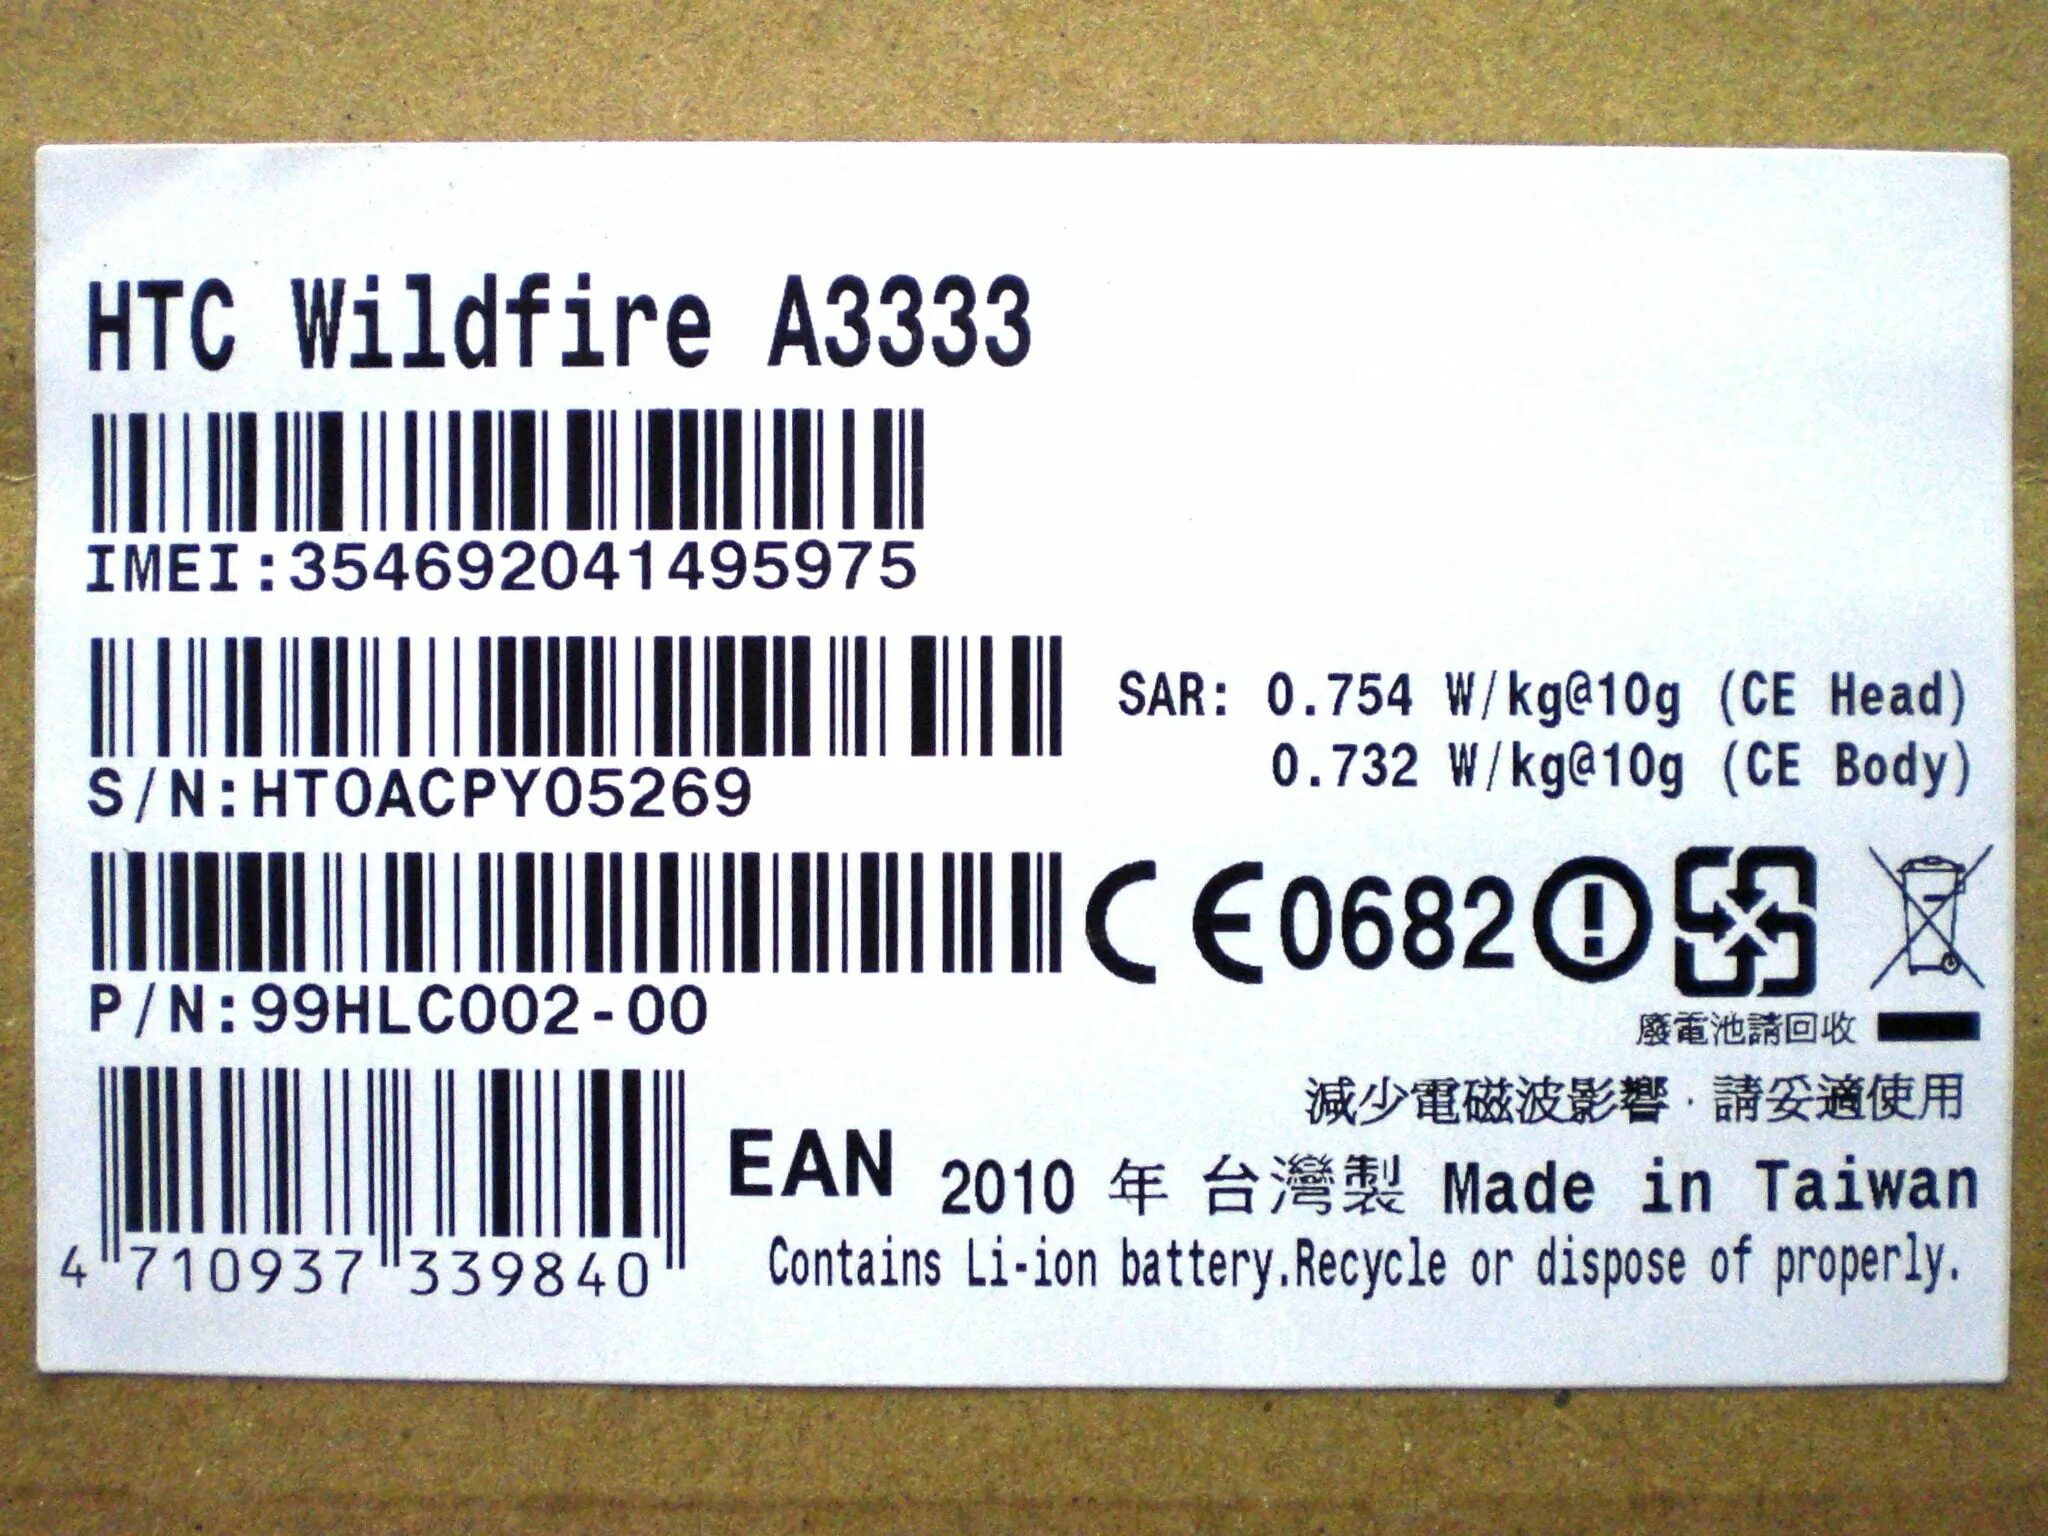 HTC Wildfire A3333
IMEI:354692041495975
S/N:HT0ACPY05269
SAR: 0.754 W/kg@10g (CE Head)
0.732 W/kg@10g (CE Body)
CE0682
P/N:99HLC002-00
廢電池請回收
減少電磁波影響·請妥適使用
EAN
2010 年 台灣製 Made in Taiwan
4 710937 339840
Contains Li-ion battery.Recycle or dispose of properly.